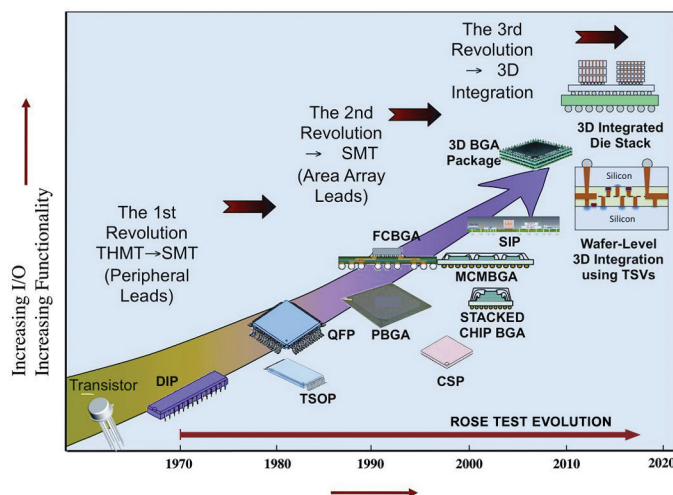 The 3rd
Revolution
→ 3D
Integration
The 2nd
Revolution
→ SMT
(Area Array
Leads)
The 1st
Revolution
THMT→SMT
(Peripheral
Leads)
3D Integrated
Die Stack
3D BGA
Package
Silicon
Silicon
Wafer-Level
3D Integration
using TSVs
FCBGA
SIP
MCMBGA
QFP
PBGA
STACKED
CHIP BGA
Transistor
DIP
TSOP
CSP
ROSE TEST EVOLUTION
Increasing I/O
Increasing Functionality
1970
1980
1990
2000
2010
2020